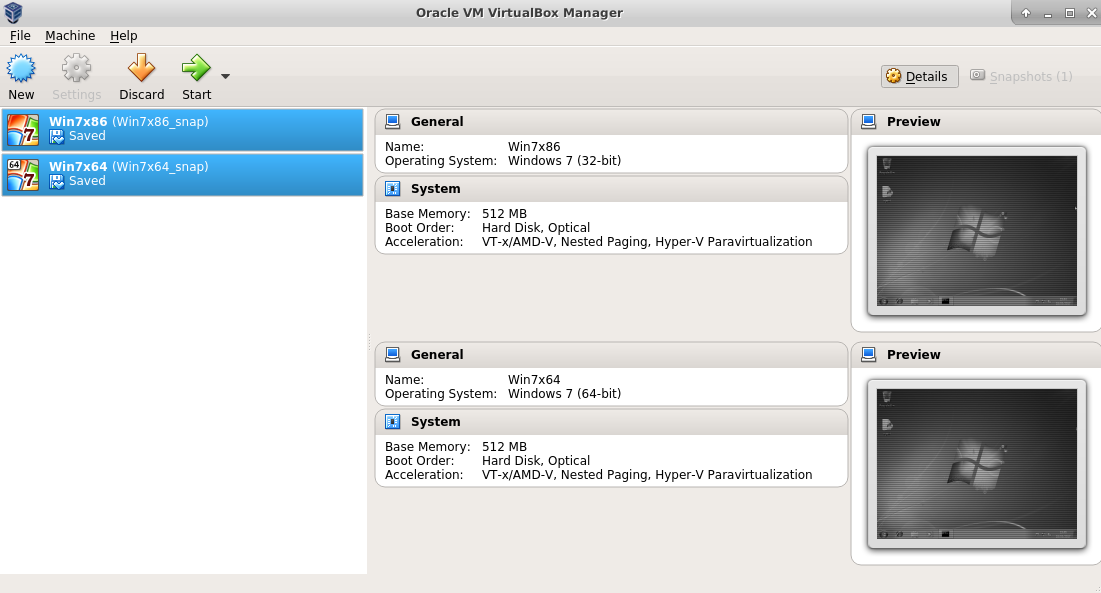 Oracle VM VirtualBox Manager
File Machine Help
New Settings Discard Start
Details Snapshots (1)
Win7x86 (Win7x86_snap)
Saved
64
Win7x64 (Win7x64_snap)
Saved
General
Name: Win7x86
Operating System: Windows 7 (32-bit)
System
Base Memory: 512 MB
Boot Order: Hard Disk, Optical
Acceleration: VT-x/AMD-V, Nested Paging, Hyper-V Paravirtualization
Preview
General
Name: Win7x64
Operating System: Windows 7 (64-bit)
System
Base Memory: 512 MB
Boot Order: Hard Disk, Optical
Acceleration: VT-x/AMD-V, Nested Paging, Hyper-V Paravirtualization
Preview